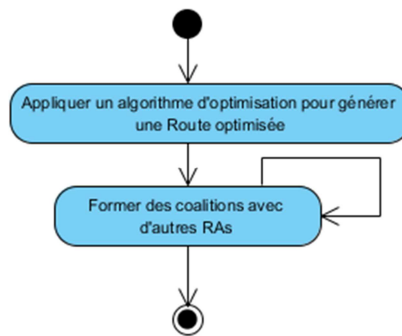 Appliquer un algorithme d'optimisation pour générer
une Route optimisée
Former des coalitions avec
d'autres RAs